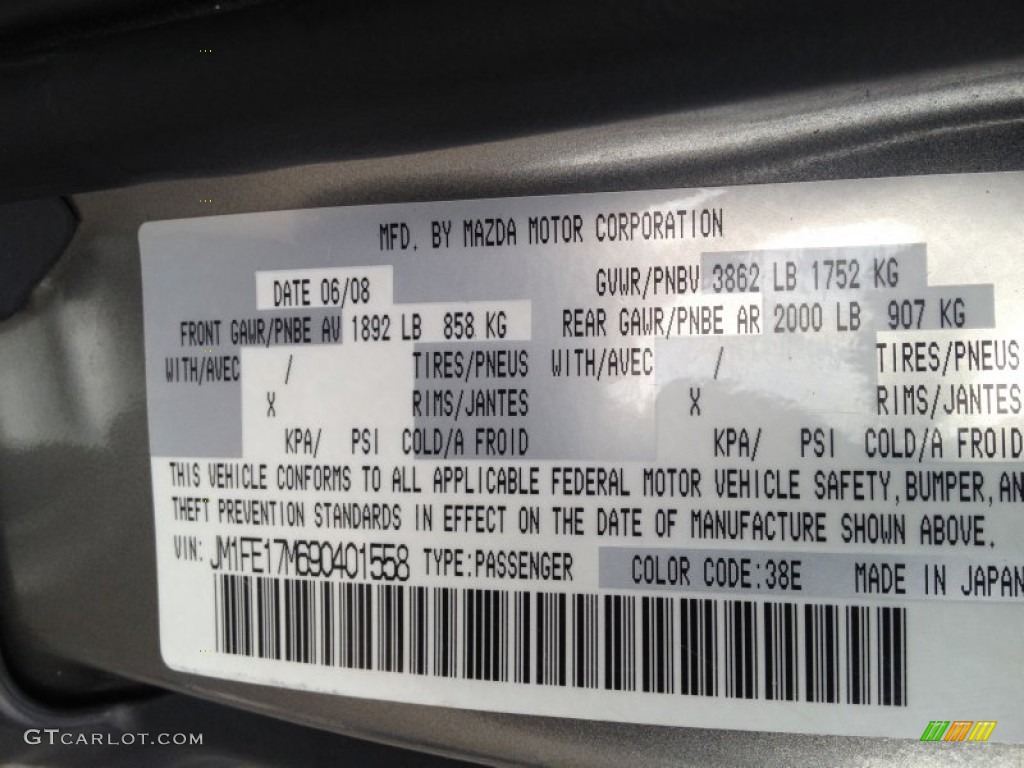 MFD. BY MAZDA MOTOR CORPORATION
DATE 06/08 GVWR/PNBV 3862 LB 1752 KG
FRONT GAWR/PNBE AV 1892 LB 858 KG REAR GAWR/PNBE AR 2000 LB 907 KG
WITH/AVEC / TIRES/PNEUS WITH/AVEC / TIRES/PNEUS
X RIMS/JANTES X RIMS/JANTES
KPA/ PSI COLD/A FROID KPA/ PSI COLD/A FROID
THIS VEHICLE CONFORMS TO ALL APPLICABLE FEDERAL MOTOR VEHICLE SAFETY, BUMPER, AN
THEFT PREVENTION STANDARDS IN EFFECT ON THE DATE OF MANUFACTURE SHOWN ABOVE.
VIN: JM1FE17M690401558 TYPE:PASSENGER COLOR CODE:38E MADE IN JAPAN
GTCARLOT.COM